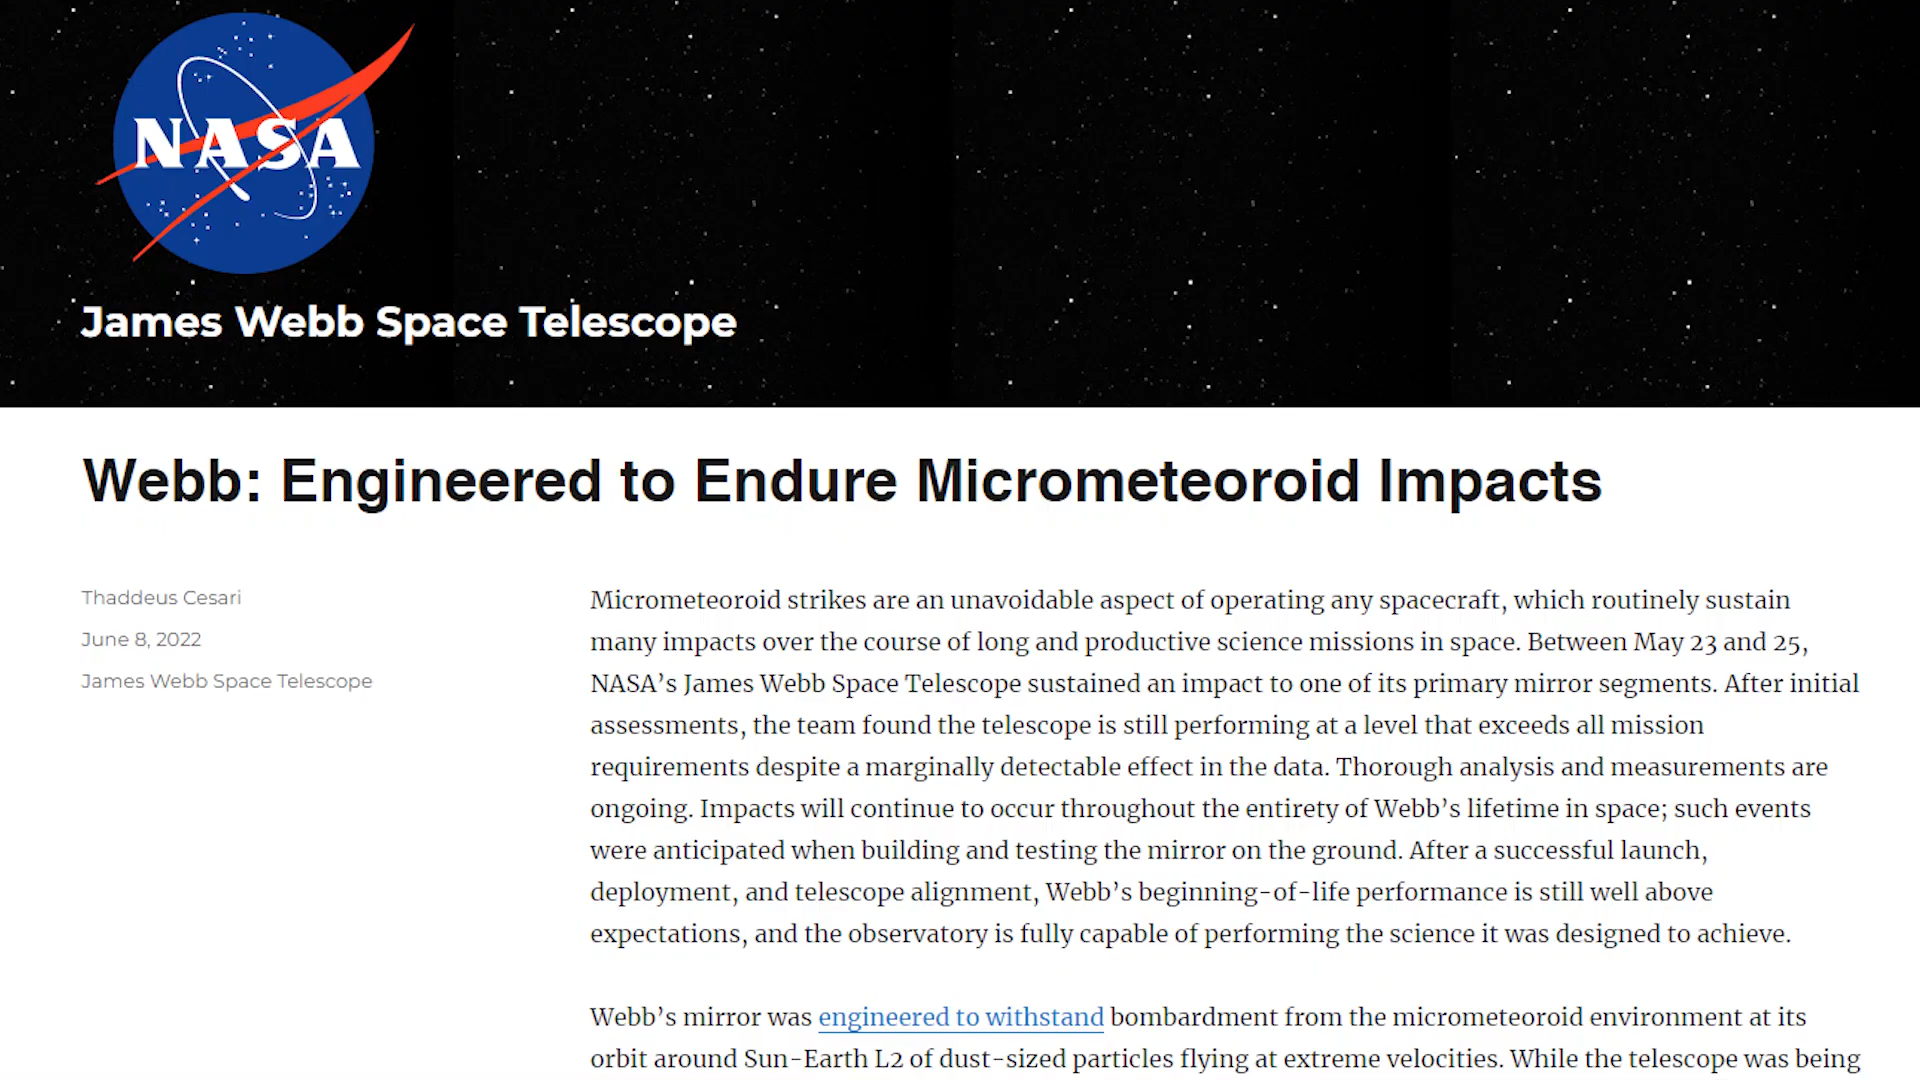 NASA
James Webb Space Telescope
Webb: Engineered to Endure Micrometeoroid Impacts
Thaddeus Cesari
June 8, 2022
James Webb Space Telescope
Micrometeoroid strikes are an unavoidable aspect of operating any spacecraft, which routinely sustain
many impacts over the course of long and productive science missions in space. Between May 23 and 25,
NASA’s James Webb Space Telescope sustained an impact to one of its primary mirror segments. After initial
assessments, the team found the telescope is still performing at a level that exceeds all mission
requirements despite a marginally detectable effect in the data. Thorough analysis and measurements are
ongoing. Impacts will continue to occur throughout the entirety of Webb’s lifetime in space; such events
were anticipated when building and testing the mirror on the ground. After a successful launch,
deployment, and telescope alignment, Webb’s beginning-of-life performance is still well above
expectations, and the observatory is fully capable of performing the science it was designed to achieve.
Webb’s mirror was engineered to withstand bombardment from the micrometeoroid environment at its
orbit around Sun-Earth L2 of dust-sized particles flying at extreme velocities. While the telescope was being